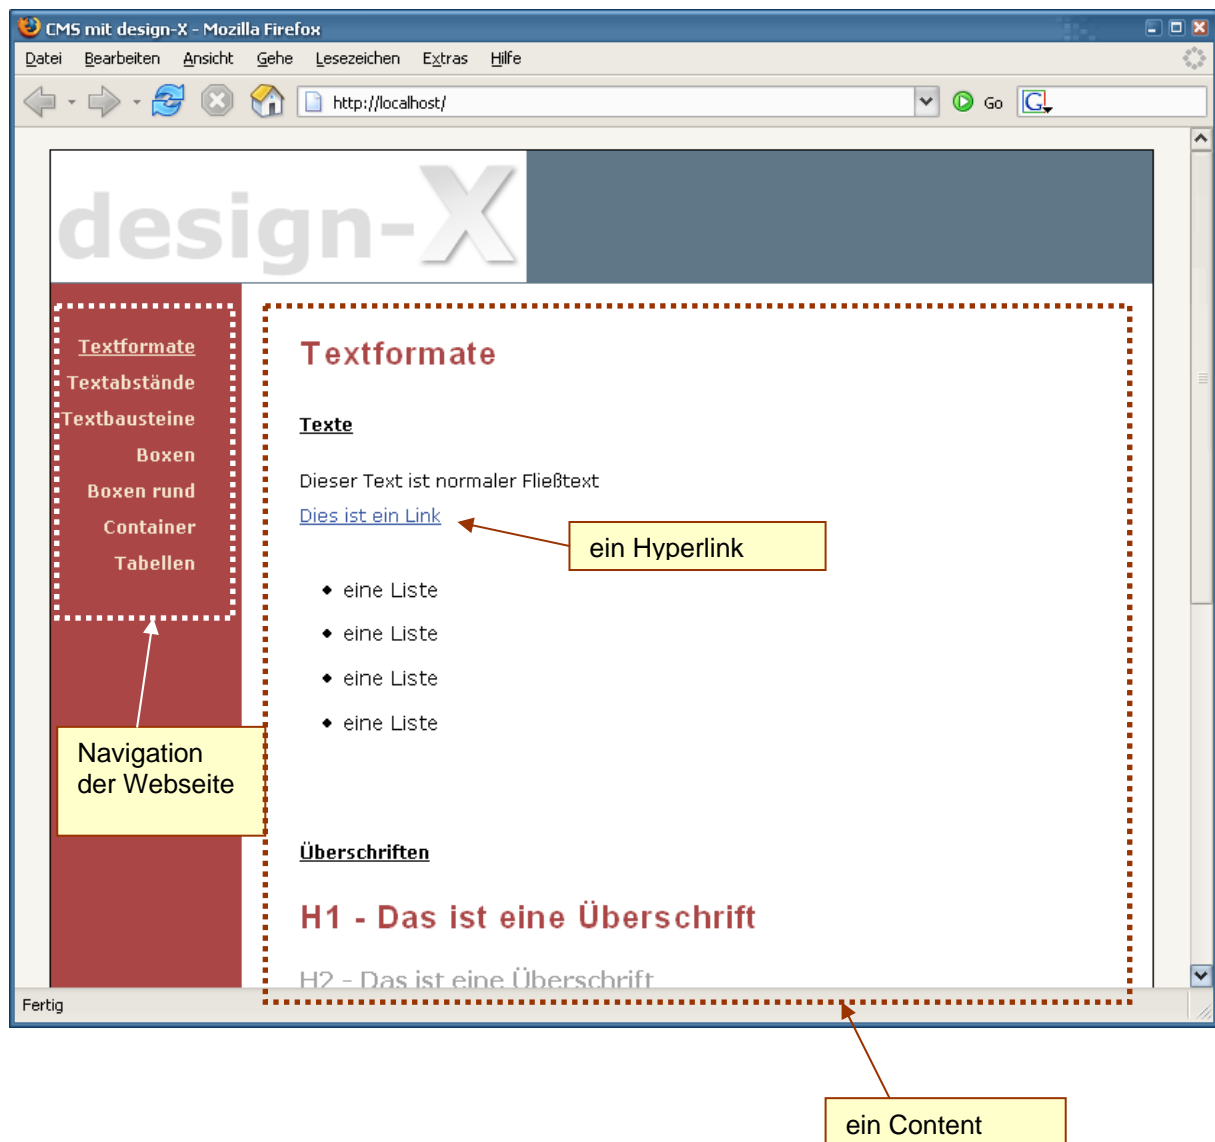 CMS mit design-X - Mozilla Firefox
Datei Bearbeiten Ansicht Gehe Lesezeichen Extras Hilfe
http://localhost/ Go G
design-X
Textformate
Textabstände
Textbausteine
Boxen
Boxen rund
Container
Tabellen
Navigation
der Webseite
Textformate
Texte
Dieser Text ist normaler Fließtext
Dies ist ein Link
ein Hyperlink
• eine Liste
• eine Liste
• eine Liste
• eine Liste
Überschriften
H1 - Das ist eine Überschrift
H2 - Das ist eine Überschrift
Fertig
ein Content